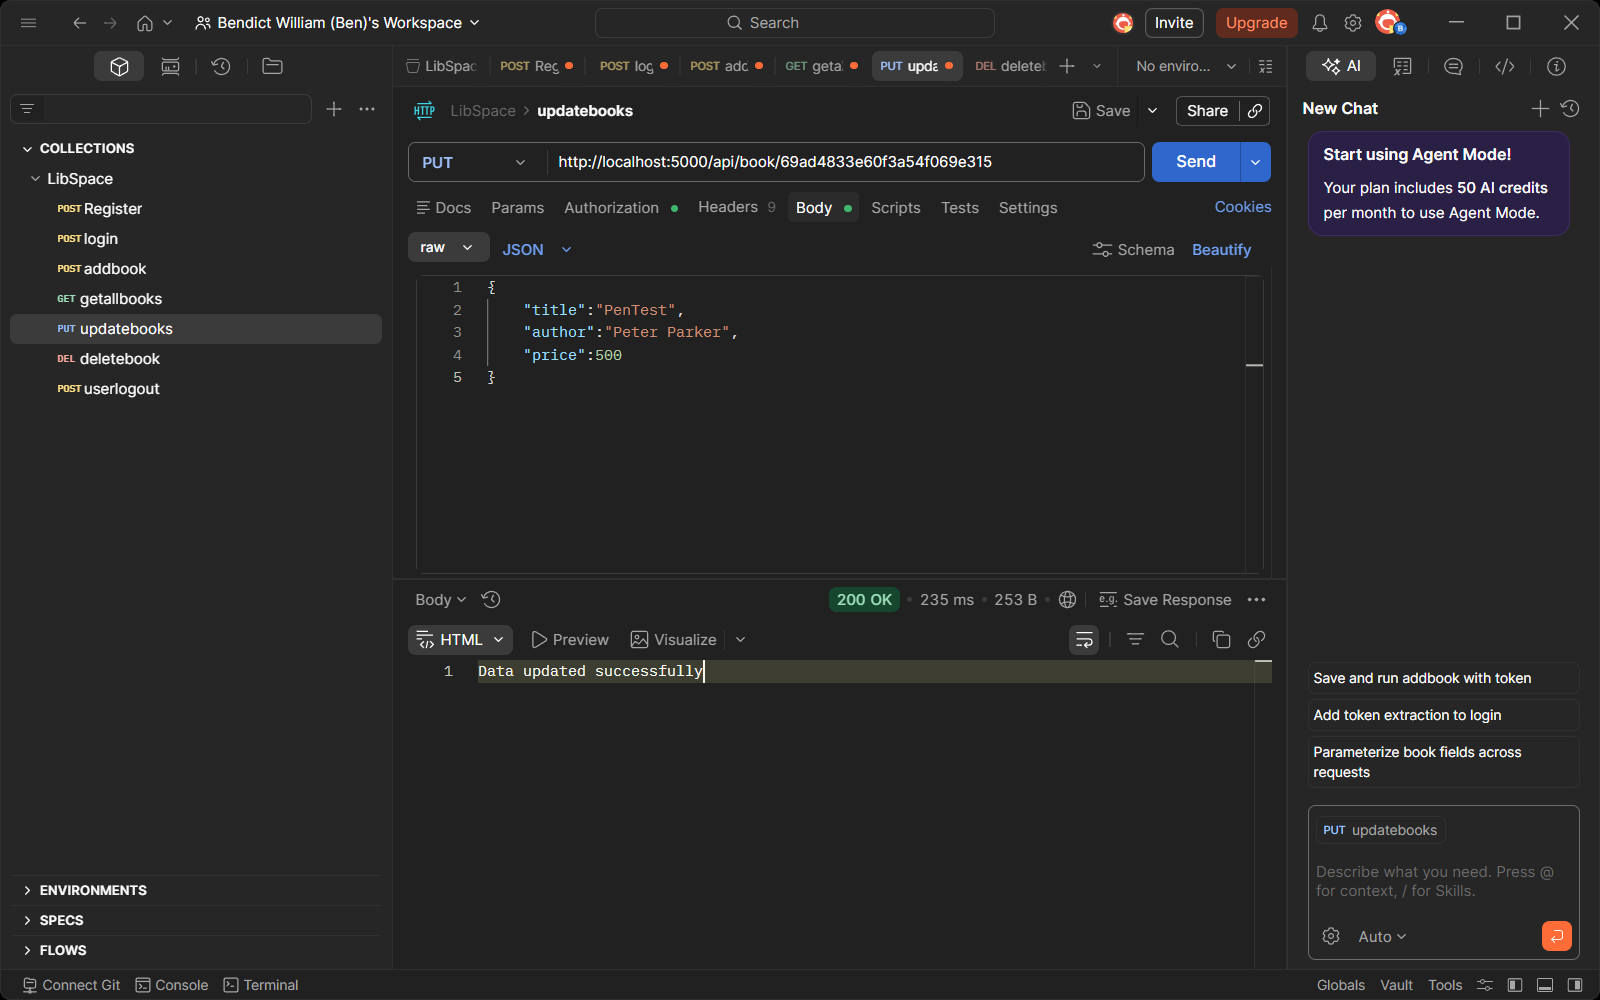 Bendict William (Ben)'s Workspace
Search
Invite
Upgrade
B
LibSpac
POST Reg
POST log
POST adc
GET geta
PUT upda
DEL delete
No enviro...
AI
HTTP LibSpace > updatebooks
Save
Share
New Chat
COLLECTIONS
LibSpace
POST Register
POST login
POST addbook
GET getallbooks
PUT updatebooks
DEL deletebook
POST userlogout
PUT
http://localhost:5000/api/book/69ad4833e60f3a54f069e315
Send
Docs
Params
Authorization
Headers 9
Body
Scripts
Tests
Settings
Cookies
raw
JSON
Schema
Beautify
1 {
2 "title":"PenTest",
3 "author":"Peter Parker",
4 "price":500
5 }
Body
200 OK
235 ms
253 B
e.g. Save Response
HTML
Preview
Visualize
1 Data updated successfully
Start using Agent Mode!
Your plan includes 50 AI credits
per month to use Agent Mode.
Save and run addbook with token
Add token extraction to login
Parameterize book fields across
requests
PUT updatebooks
Describe what you need. Press @
for context, / for Skills.
Auto
ENVIRONMENTS
SPECS
FLOWS
Connect Git
Console
Terminal
Globals
Vault
Tools